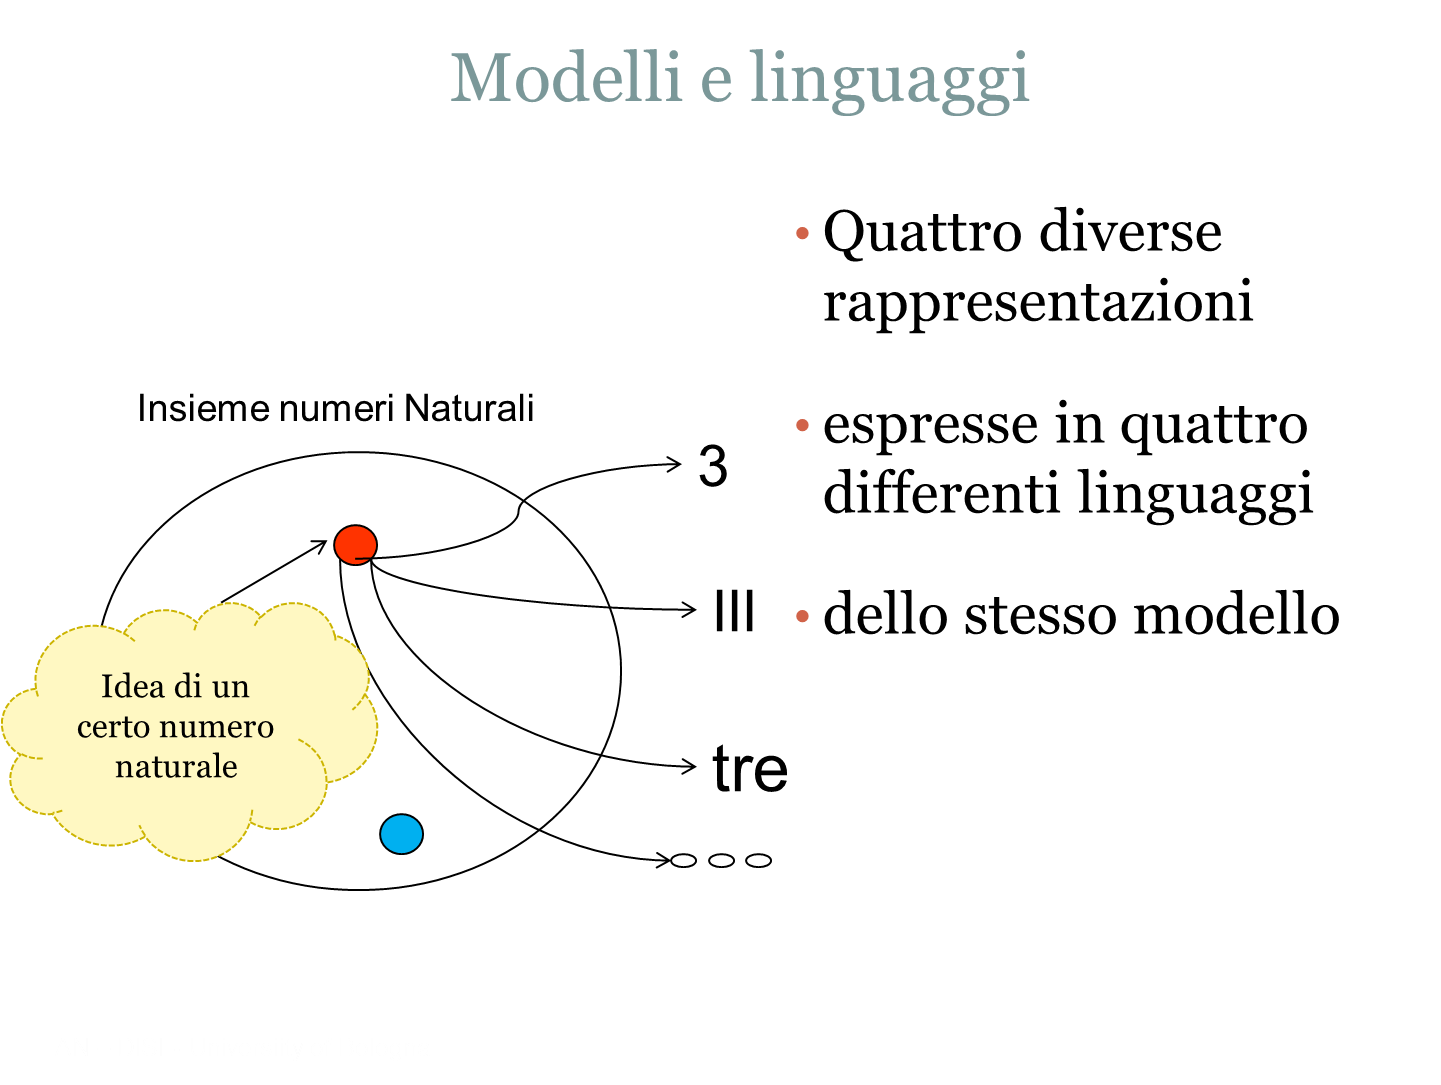 Modelli e linguaggi
• Quattro diverse
rappresentazioni
• espresse in quattro
differenti linguaggi
• dello stesso modello
Insieme numeri Naturali
3
III
tre
Idea di un
certo numero
naturale